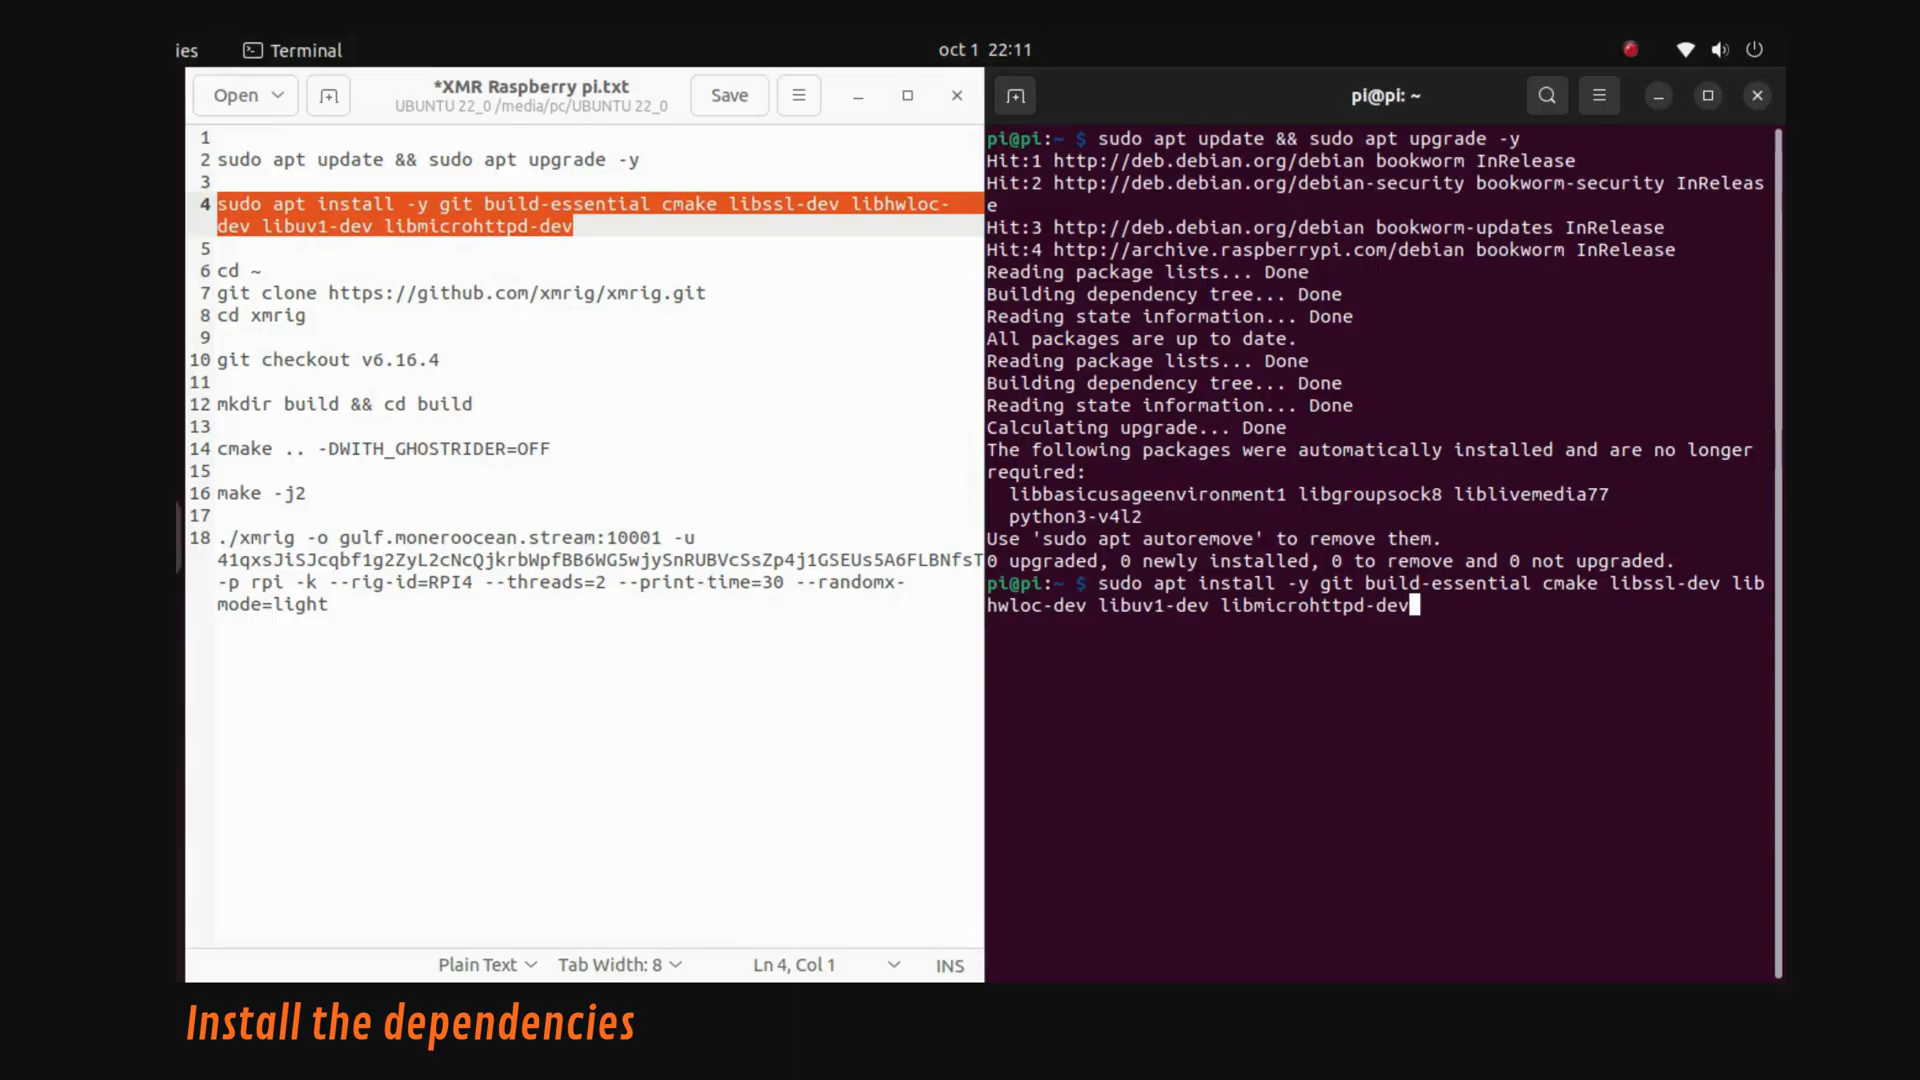 ies Terminal oct 1 22:11
Open *XMR Raspberry pi.txt Save
UBUNTU 22_0 /media/pc/UBUNTU 22_0
1
2 sudo apt update && sudo apt upgrade -y
3
4 sudo apt install -y git build-essential cmake libssl-dev libhwloc-
dev libuv1-dev libmicrohttpd-dev
5
6 cd ~
7 git clone https://github.com/xmrig/xmrig.git
8 cd xmrig
9
10 git checkout v6.16.4
11
12 mkdir build && cd build
13
14 cmake .. -DWITH_GHOSTRIDER=OFF
15
16 make -j2
17
18 ./xmrig -o gulf.moneroocean.stream:10001 -u
41qxsJiSJcqbf1g2ZyL2cNcQjkrbWpfBB6WG5wjySnRUBVcSsZp4j1GSEUs5A6FLBNfsT
-p rpi -k --rig-id=RPI4 --threads=2 --print-time=30 --randomx-
mode=light
Plain Text Tab Width: 8 Ln 4, Col 1 INS
pi@pi: ~
pi@pi:~ $ sudo apt update && sudo apt upgrade -y
Hit:1 http://deb.debian.org/debian bookworm InRelease
Hit:2 http://deb.debian.org/debian-security bookworm-security InReleas
e
Hit:3 http://deb.debian.org/debian bookworm-updates InRelease
Hit:4 http://archive.raspberrypi.com/debian bookworm InRelease
Reading package lists... Done
Building dependency tree... Done
Reading state information... Done
All packages are up to date.
Reading package lists... Done
Building dependency tree... Done
Reading state information... Done
Calculating upgrade... Done
The following packages were automatically installed and are no longer
required:
libbasicusageenvironment1 libgroupsock8 liblivemedia77
python3-v4l2
Use 'sudo apt autoremove' to remove them.
0 upgraded, 0 newly installed, 0 to remove and 0 not upgraded.
pi@pi:~ $ sudo apt install -y git build-essential cmake libssl-dev lib
hwloc-dev libuv1-dev libmicrohttpd-dev
Install the dependencies